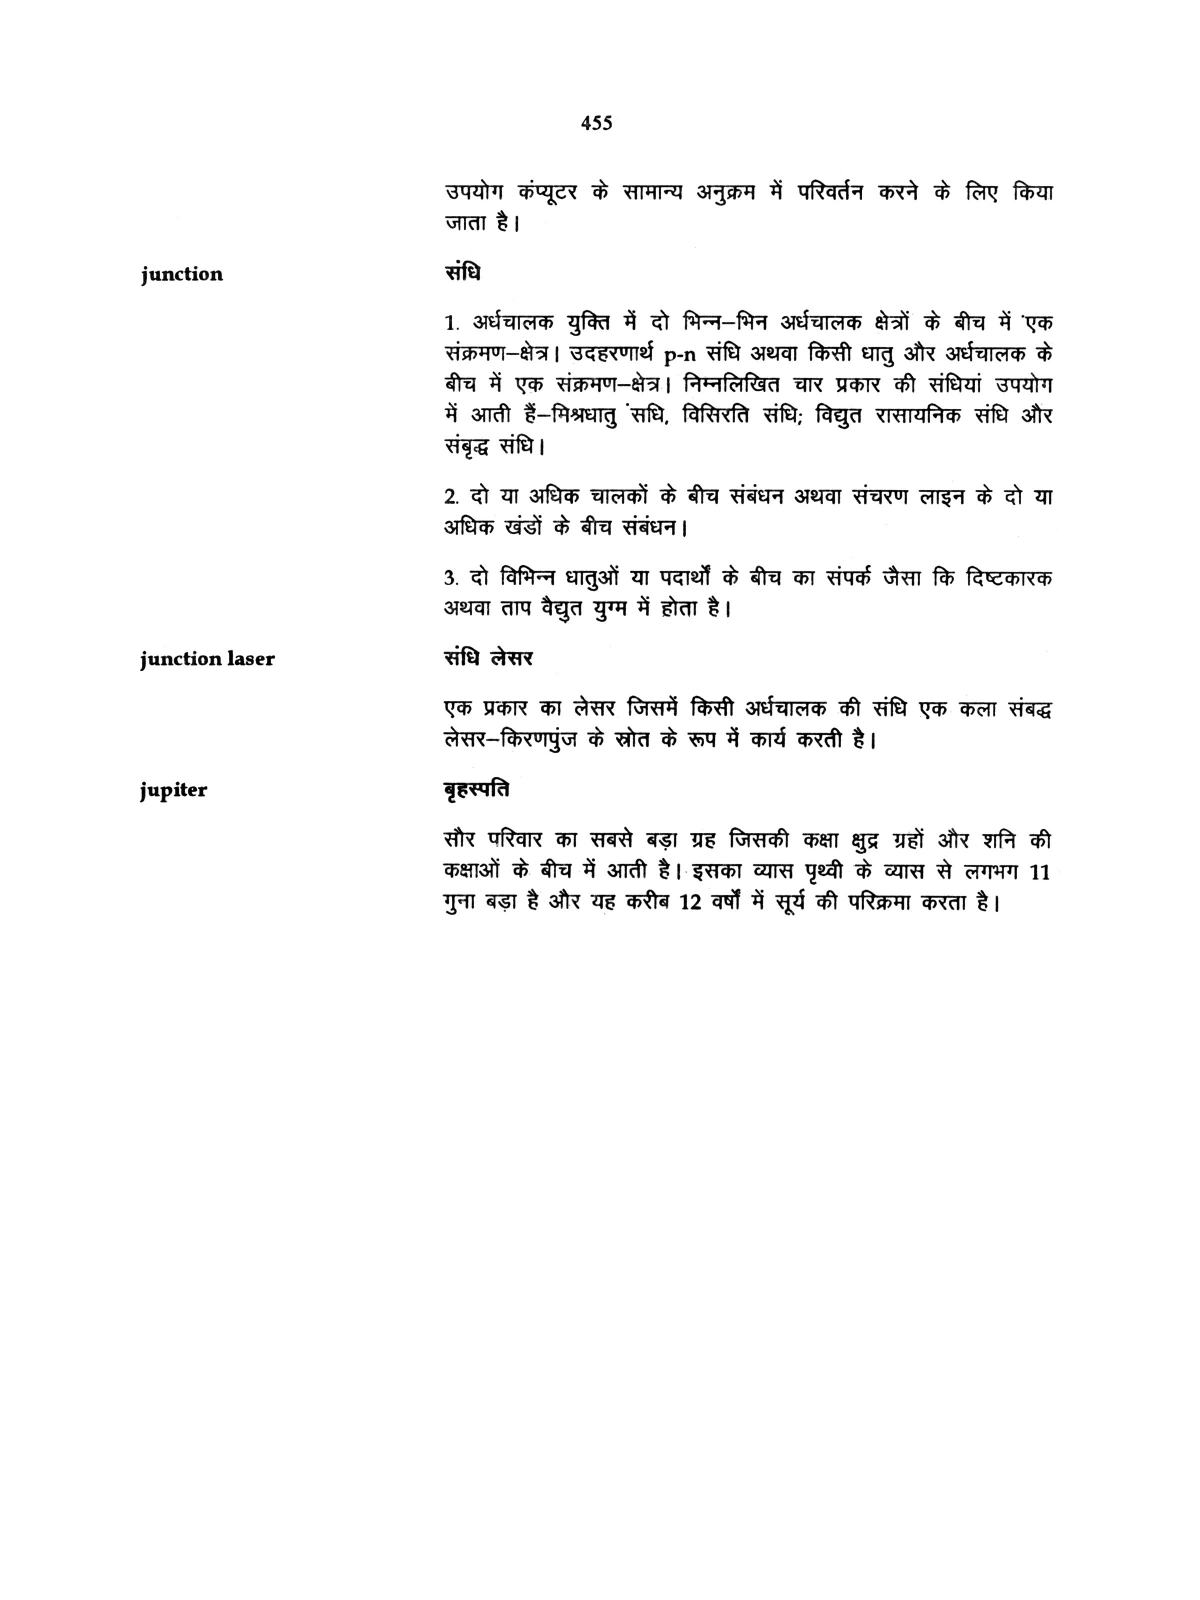 455
उपयोग कंप्यूटर के सामान्य अनुक्रम में परिवर्तन करने के लिए किया
जाता है।
junction संधि
1. अर्धचालक युक्ति में दो भिन्न–भिन अर्धचालक क्षेत्रों के बीच में एक
संक्रमण–क्षेत्र। उदहरणार्थ p-n संधि अथवा किसी धातु और अर्धचालक के
बीच में एक संक्रमण–क्षेत्र। निम्नलिखित चार प्रकार की संधियां उपयोग
में आती हैं–मिश्रधातु संधि, विसिरति संधि; विद्युत रासायनिक संधि और
संबृद्ध संधि।
2. दो या अधिक चालकों के बीच संबंधन अथवा संचरण लाइन के दो या
अधिक खंडों के बीच संबंधन।
3. दो विभिन्न धातुओं या पदार्थों के बीच का संपर्क जैसा कि दिष्टकारक
अथवा ताप वैद्युत युग्म में होता है।
junction laser संधि लेसर
एक प्रकार का लेसर जिसमें किसी अर्धचालक की संधि एक कला संबद्ध
लेसर–किरणपुंज के स्रोत के रूप में कार्य करती है।
jupiter बृहस्पति
सौर परिवार का सबसे बड़ा ग्रह जिसकी कक्षा क्षुद्र ग्रहों और शनि की
कक्षाओं के बीच में आती है। इसका व्यास पृथ्वी के व्यास से लगभग 11
गुना बड़ा है और यह करीब 12 वर्षों में सूर्य की परिक्रमा करता है।